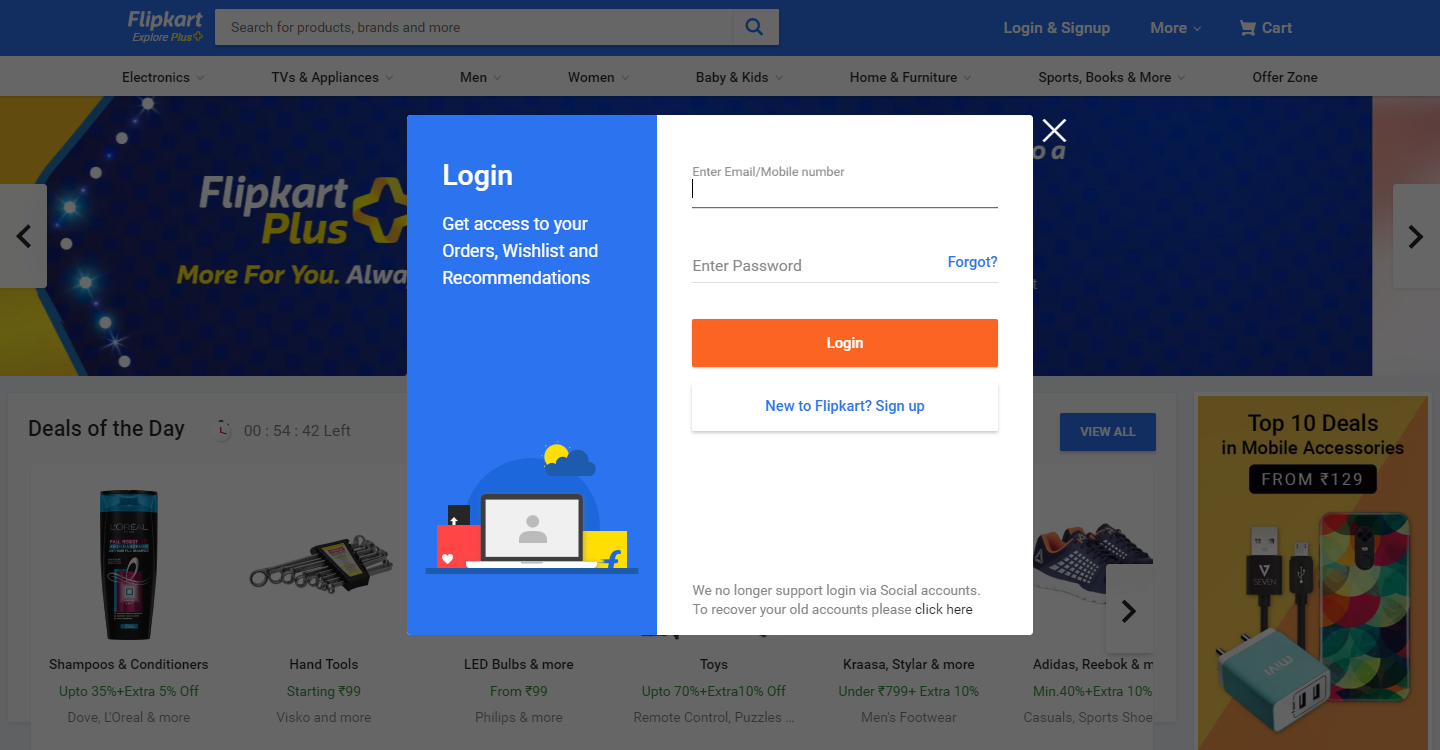 Flipkart
Explore Plus
Search for products, brands and more
Login & Signup
More
Cart
Electronics
TVs & Appliances
Men
Women
Baby & Kids
Home & Furniture
Sports, Books & More
Offer Zone
Flipkart
Plus
More For You. Alway
o a
t
Login
Get access to your
Orders, Wishlist and
Recommendations
Enter Email/Mobile number
Enter Password
Forgot?
Login
New to Flipkart? Sign up
We no longer support login via Social accounts.
To recover your old accounts please click here
Deals of the Day
00 : 54 : 42 Left
VIEW ALL
L'OREAL
Shampoos & Conditioners
Upto 35%+Extra 5% Off
Dove, L'Oreal & more
Hand Tools
Starting ₹99
Visko and more
LED Bulbs & more
From ₹99
Philips & more
Toys
Upto 70%+Extra10% Off
Remote Control, Puzzles ...
Kraasa, Stylar & more
Under ₹799+ Extra 10%
Men's Footwear
Adidas, Reebok & m
Min.40%+Extra 10%
Casuals, Sports Shoe
Top 10 Deals
in Mobile Accessories
FROM ₹129
SEVEN
MINI